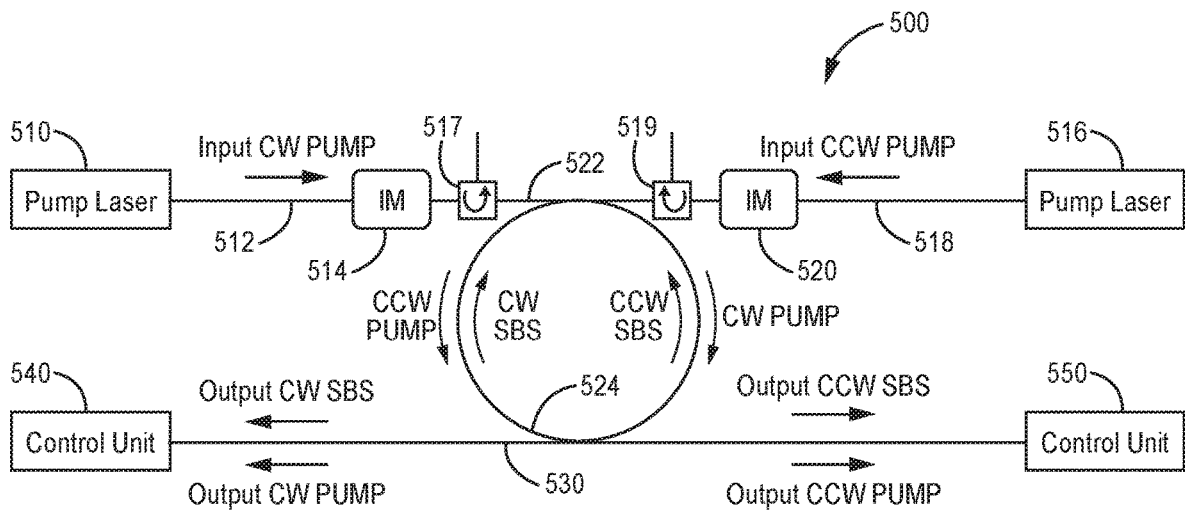 500
510
517
519
516
Input CW PUMP
522
Input CCW PUMP
Pump Laser
IM
IM
Pump Laser
512
514
520
518
CCW
PUMP
CW
SBS
CCW
SBS
CW PUMP
540
Output CW SBS
524
Output CCW SBS
550
Control Unit
Control Unit
Output CW PUMP
530
Output CCW PUMP